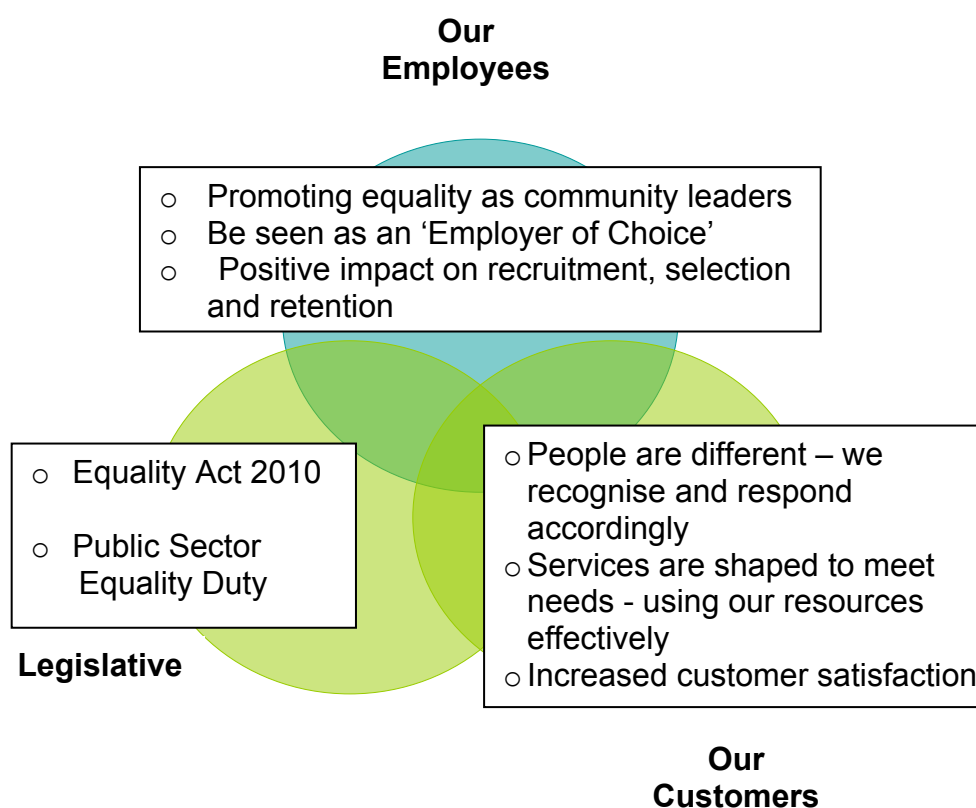 Our
Employees
o Promoting equality as community leaders
o Be seen as an ‘Employer of Choice’
o Positive impact on recruitment, selection
and retention
o Equality Act 2010
o Public Sector
Equality Duty
Legislative
o People are different – we
recognise and respond
accordingly
o Services are shaped to meet
needs - using our resources
effectively
o Increased customer satisfaction
Our
Customers